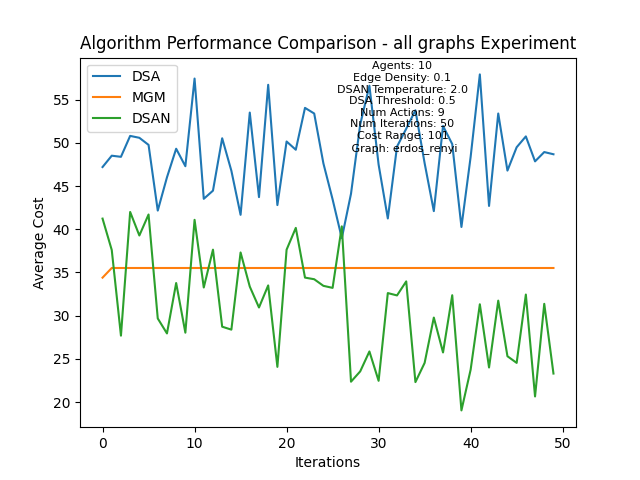 Algorithm Performance Comparison - all graphs Experiment
DSA
MGM
DSAN
Agents: 10
Edge Density: 0.1
DSAN Temperature: 2.0
DSA Threshold: 0.5
Num Actions: 9
Num Iterations: 50
Cost Range: 101
Graph: erdos_renyi
Average Cost
55
50
45
40
35
30
25
20
0
10
20
30
40
50
Iterations